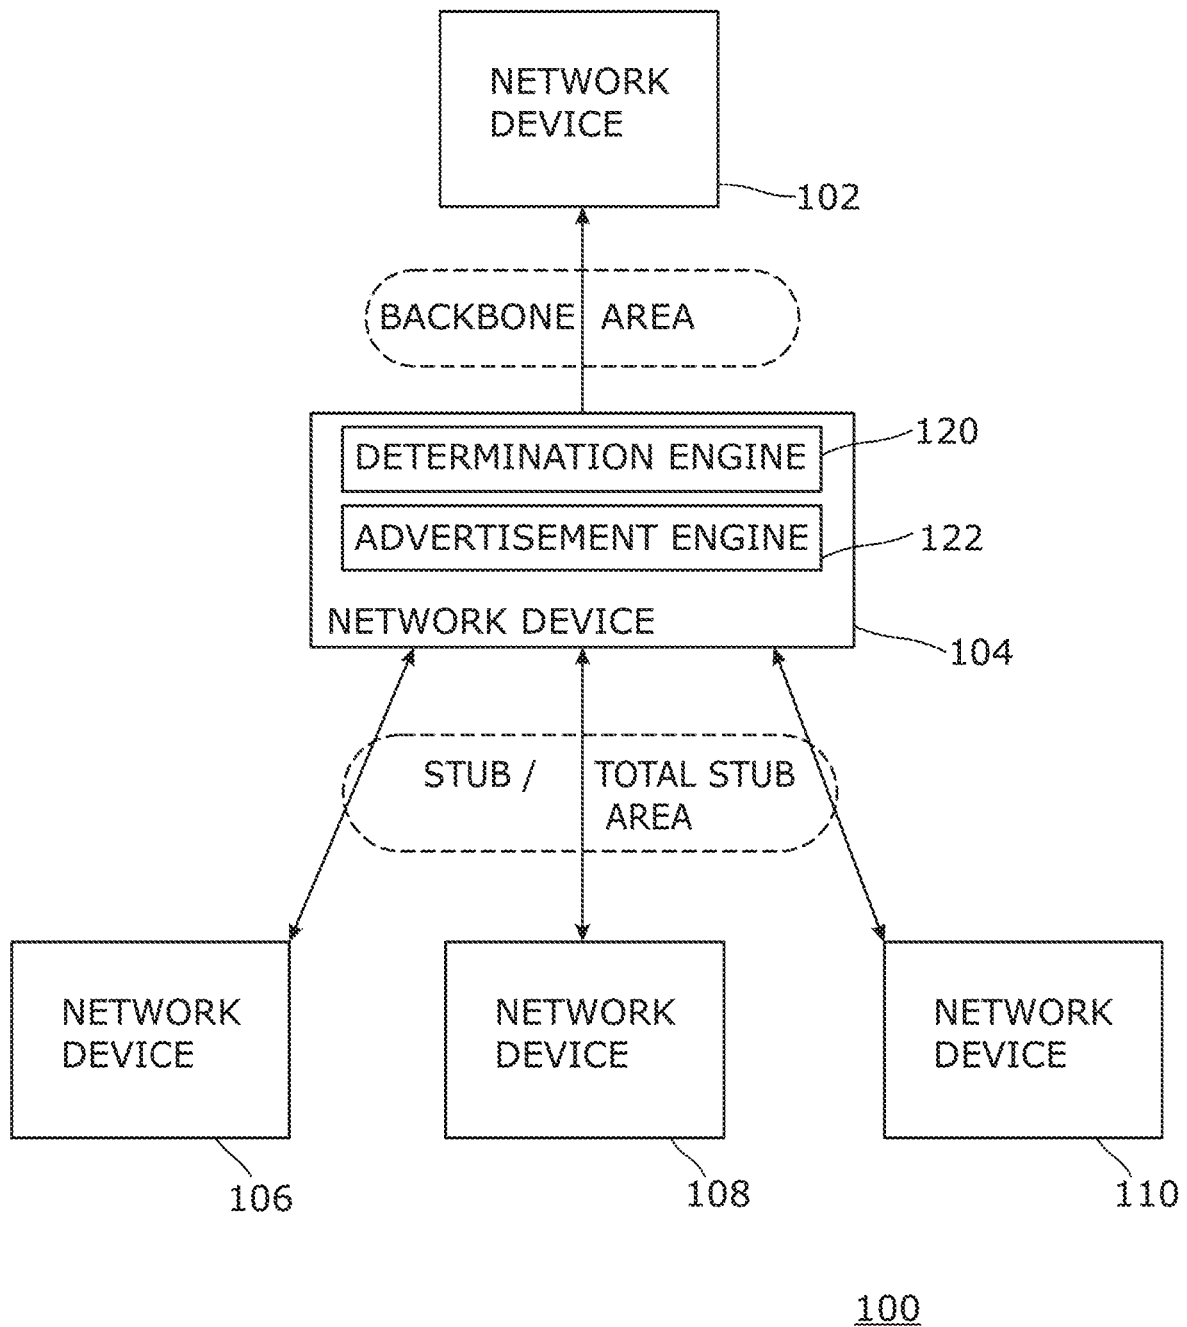 NETWORK
DEVICE
102
BACKBONE AREA
DETERMINATION ENGINE
120
ADVERTISEMENT ENGINE
122
NETWORK DEVICE
104
STUB / TOTAL STUB
AREA
NETWORK
DEVICE
106
NETWORK
DEVICE
108
NETWORK
DEVICE
110
100